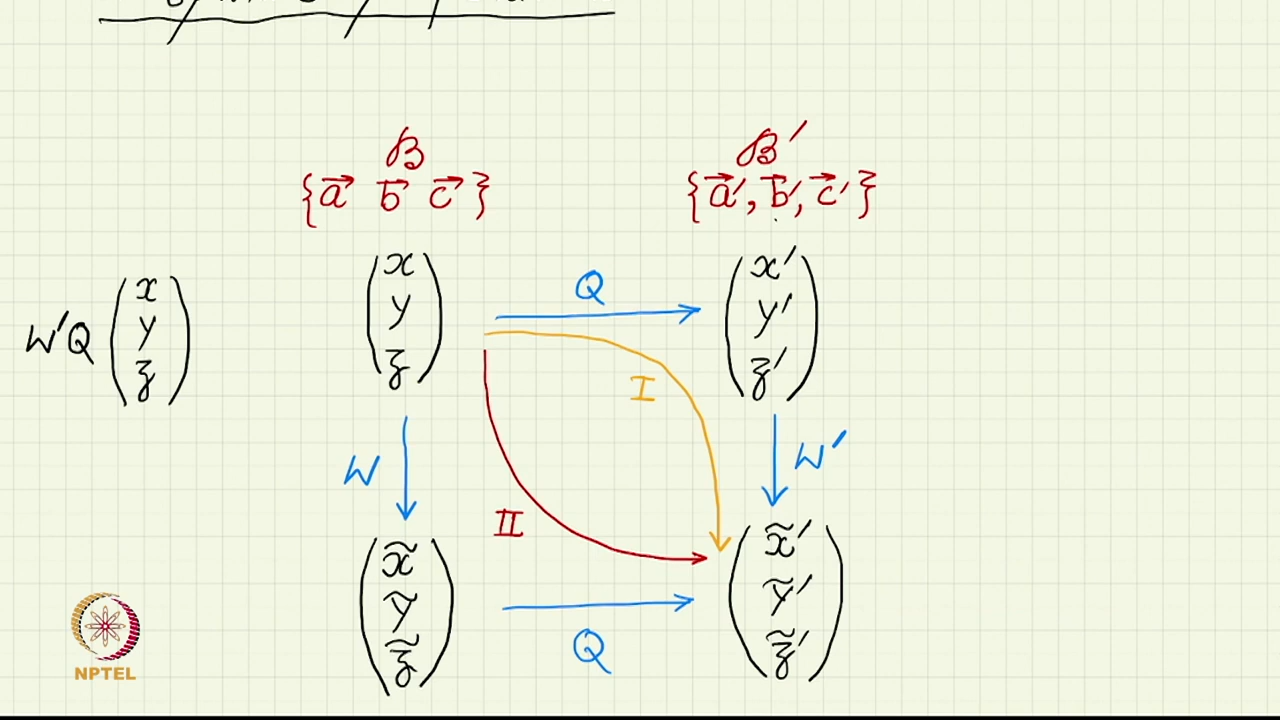 B B′
{a⃗ b⃗ c⃗} {a⃗′, b⃗′, c⃗′}
W′Q (x y z)
(x y z) Q (x′ y′ z′)
I
W W′
II
(x̃ ỹ z̃) Q (x̃′ ỹ′ z̃′)
NPTEL